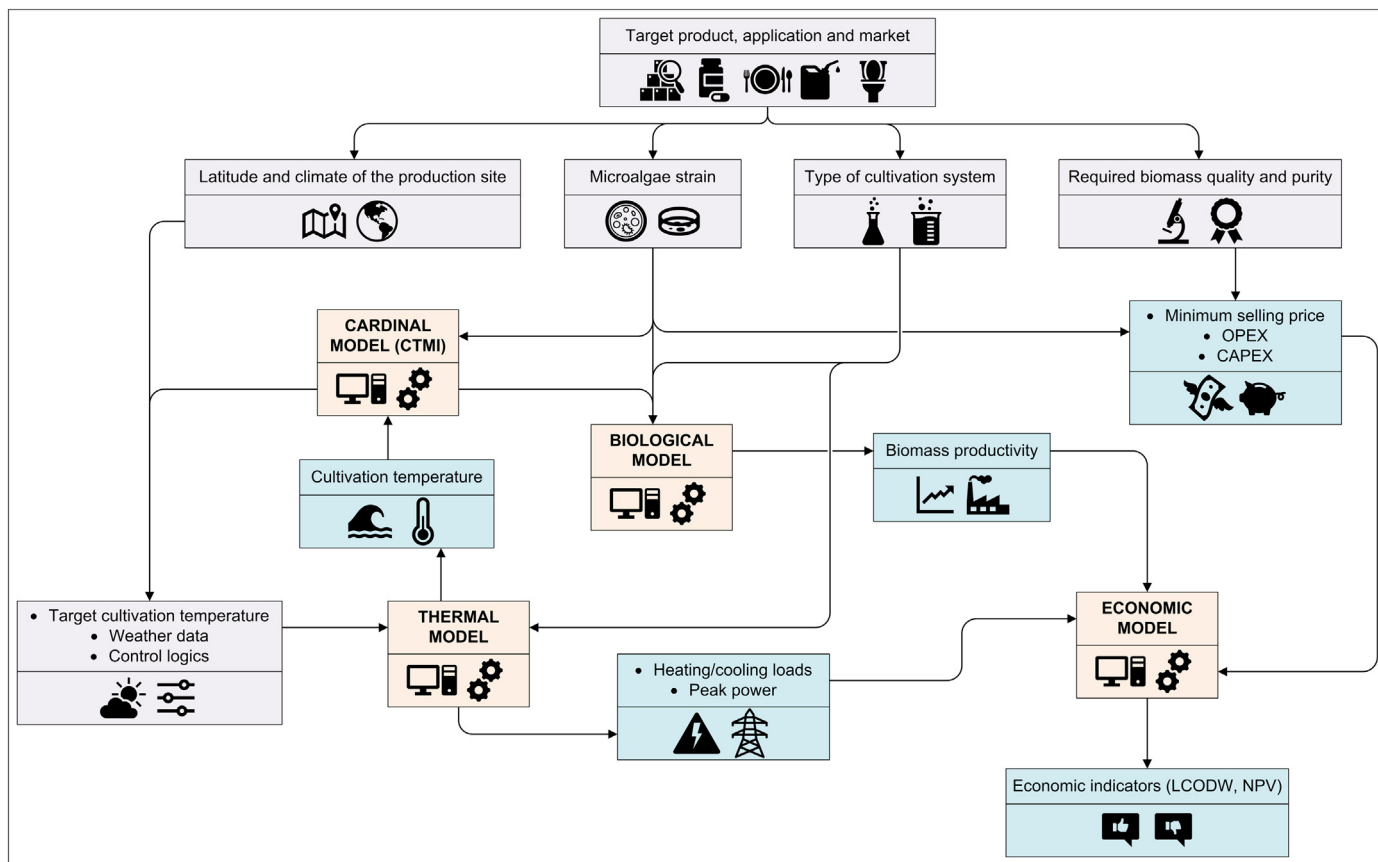 Target product, application and market
Latitude and climate of the production site
Microalgae strain
Type of cultivation system
Required biomass quality and purity
CARDINAL
MODEL (CTMI)
• Minimum selling price
• OPEX
• CAPEX
BIOLOGICAL
MODEL
Biomass productivity
Cultivation temperature
• Target cultivation temperature
• Weather data
• Control logics
THERMAL
MODEL
ECONOMIC
MODEL
• Heating/cooling loads
• Peak power
Economic indicators (LCODW, NPV)